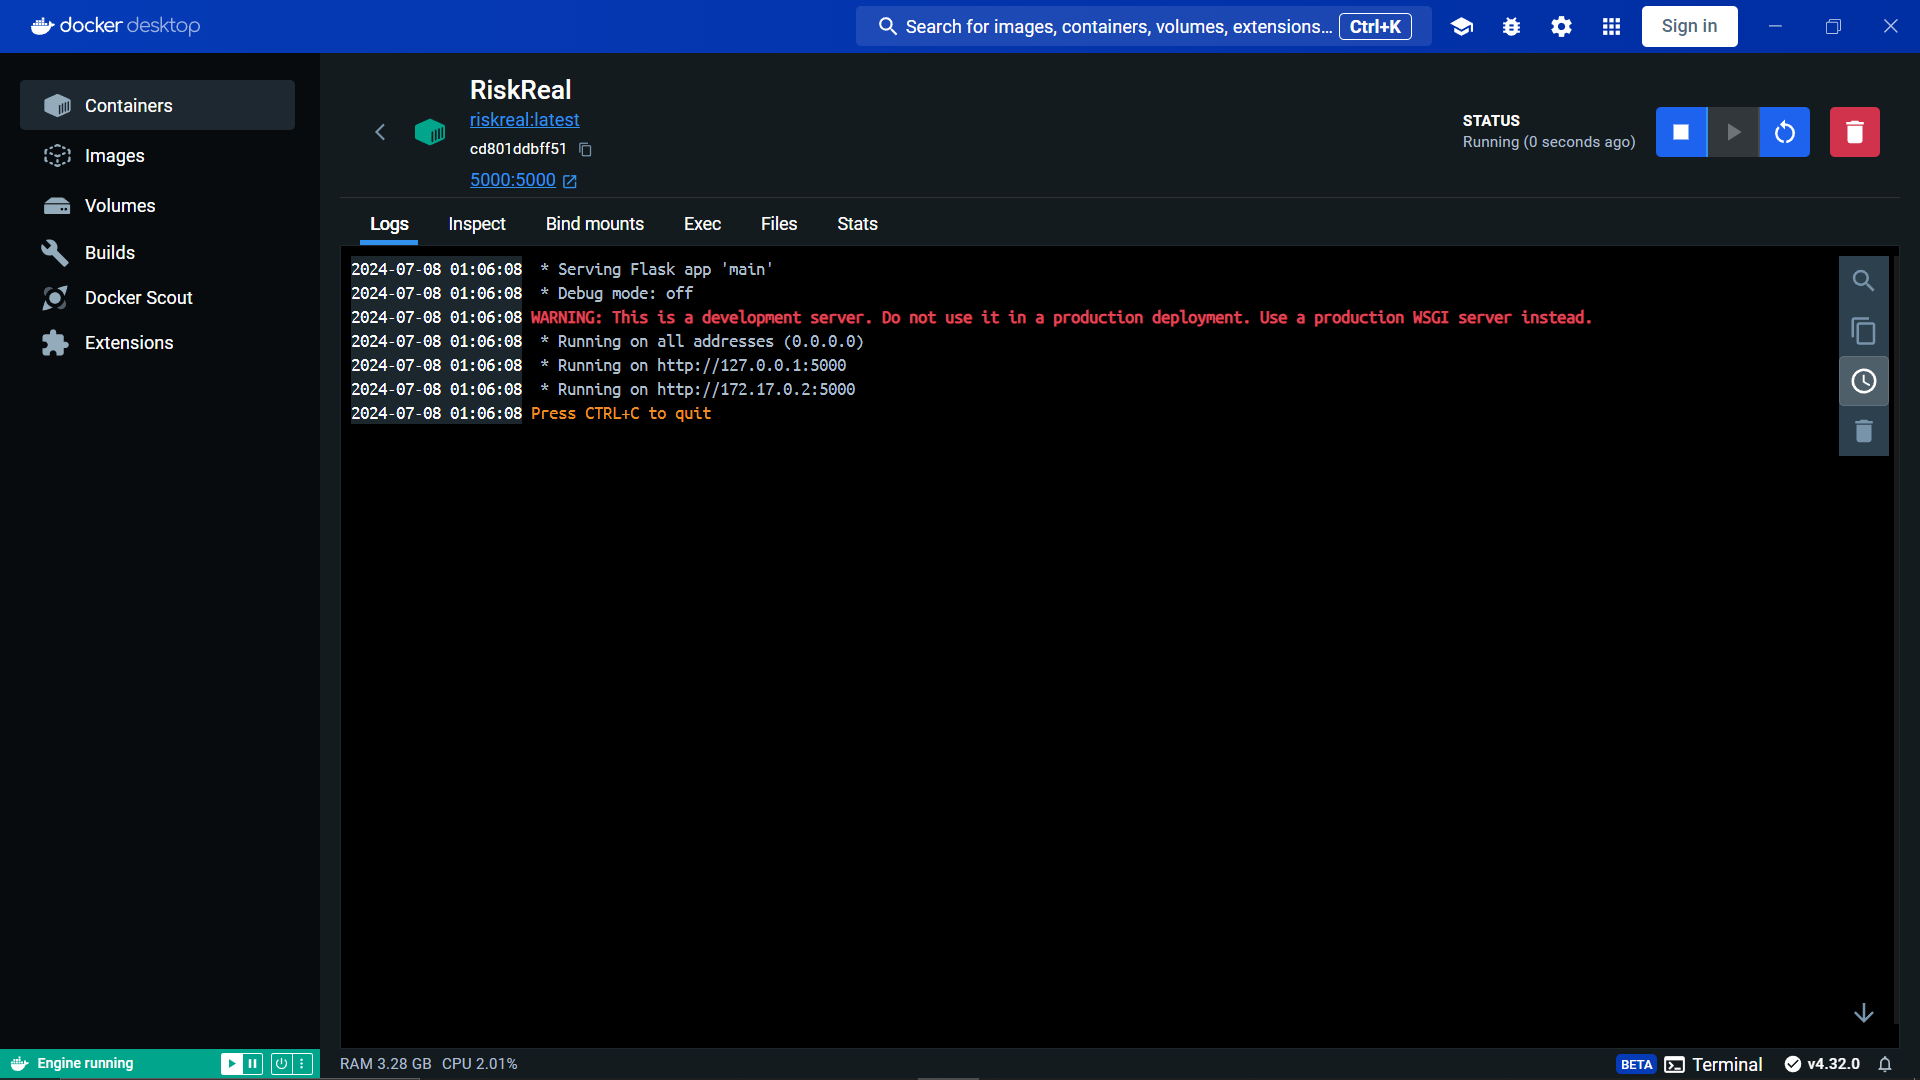 docker desktop
Search for images, containers, volumes, extensions... Ctrl+K
Sign in
Containers
Images
Volumes
Builds
Docker Scout
Extensions
RiskReal
riskreal:latest
cd801ddbff51
5000:5000
STATUS
Running (0 seconds ago)
Logs Inspect Bind mounts Exec Files Stats
2024-07-08 01:06:08 * Serving Flask app 'main'
2024-07-08 01:06:08 * Debug mode: off
2024-07-08 01:06:08 WARNING: This is a development server. Do not use it in a production deployment. Use a production WSGI server instead.
2024-07-08 01:06:08 * Running on all addresses (0.0.0.0)
2024-07-08 01:06:08 * Running on http://127.0.0.1:5000
2024-07-08 01:06:08 * Running on http://172.17.0.2:5000
2024-07-08 01:06:08 Press CTRL+C to quit
Engine running
RAM 3.28 GB CPU 2.01%
BETA Terminal v4.32.0